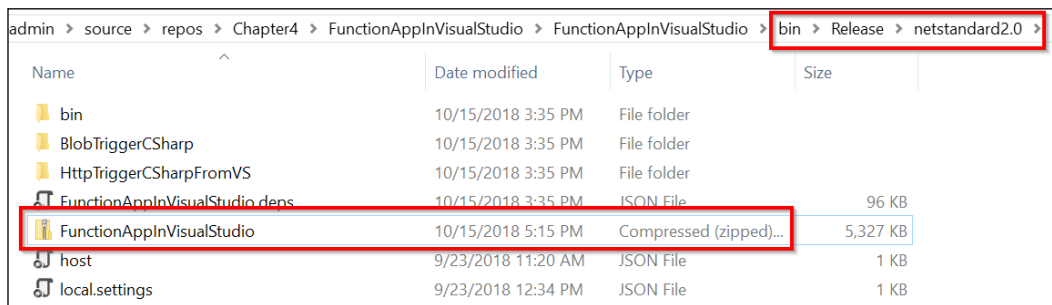 admin > source > repos > Chapter4 > FunctionAppInVisualStudio > FunctionAppInVisualStudio > bin > Release > netstandard2.0 >
Name Date modified Type Size
bin 10/15/2018 3:35 PM File folder
BlobTriggerCSharp 10/15/2018 3:35 PM File folder
HttpTriggerCSharpFromVS 10/15/2018 3:35 PM File folder
FunctionAppInVisualStudio.deps 10/15/2018 3:35 PM JSON File 96 KB
FunctionAppInVisualStudio 10/15/2018 5:15 PM Compressed (zipped)... 5,327 KB
host 9/23/2018 11:20 AM JSON File 1 KB
local.settings 9/23/2018 12:34 PM JSON File 1 KB